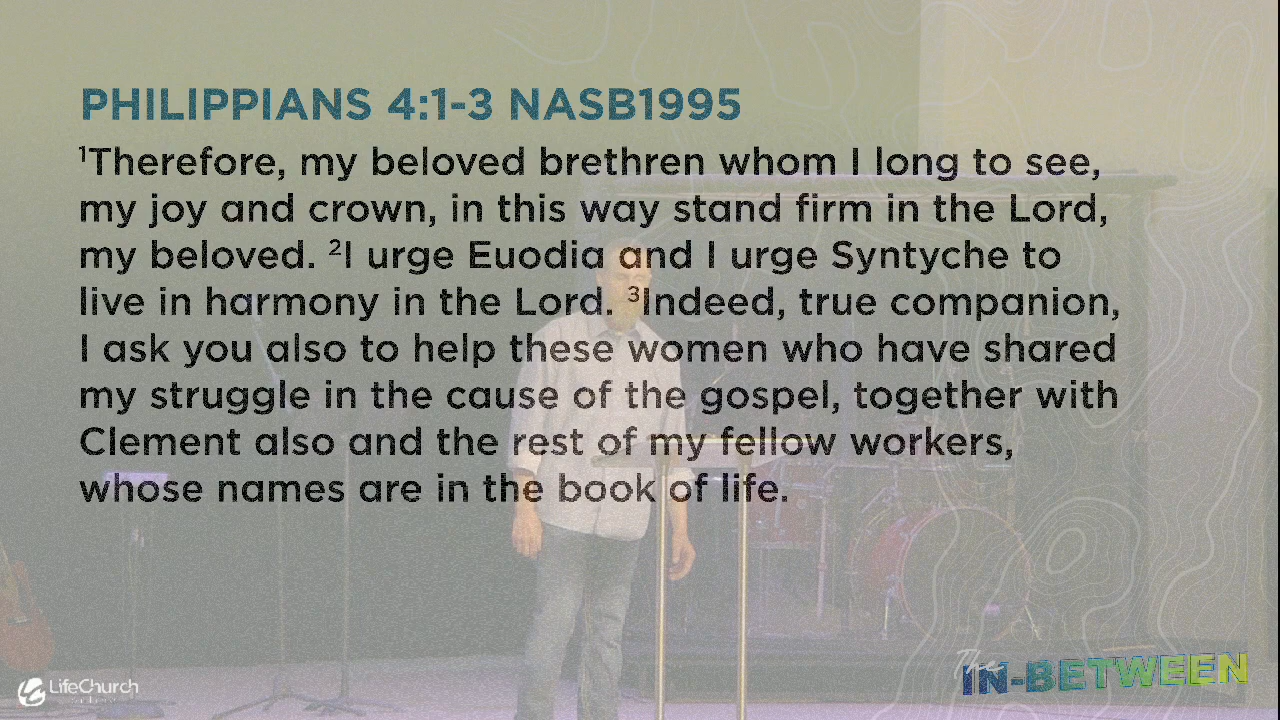 PHILIPPIANS 4:1-3 NASB1995
¹Therefore, my beloved brethren whom I long to see,
my joy and crown, in this way stand firm in the Lord,
my beloved. ²I urge Euodia and I urge Syntyche to
live in harmony in the Lord. ³Indeed, true companion,
I ask you also to help these women who have shared
my struggle in the cause of the gospel, together with
Clement also and the rest of my fellow workers,
whose names are in the book of life.
The
IN-BETWEEN
LifeChurch